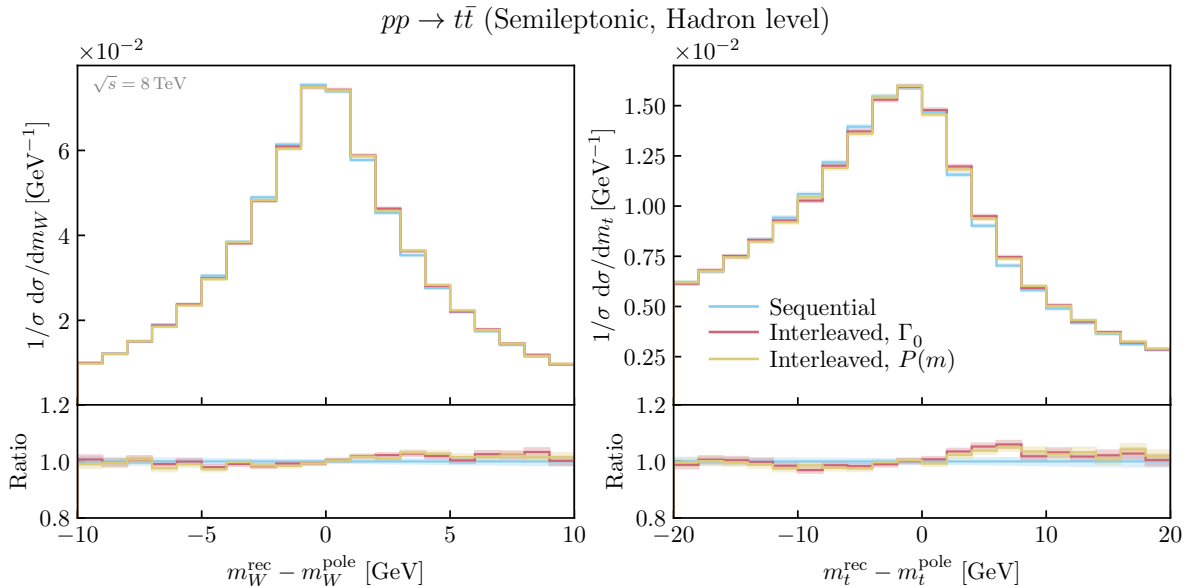 pp → tt̄ (Semileptonic, Hadron level)
×10⁻²
√s = 8 TeV
1/σ dσ/dm_W [GeV⁻¹]
6
4
2
Ratio
1.2
1.0
0.8
−10 −5 0 5 10
m_W^rec − m_W^pole [GeV]
×10⁻²
1/σ dσ/dm_t [GeV⁻¹]
1.50
1.25
1.00
0.75
0.50
0.25
Sequential
Interleaved, Γ₀
Interleaved, P(m)
Ratio
1.2
1.0
0.8
−20 −10 0 10 20
m_t^rec − m_t^pole [GeV]